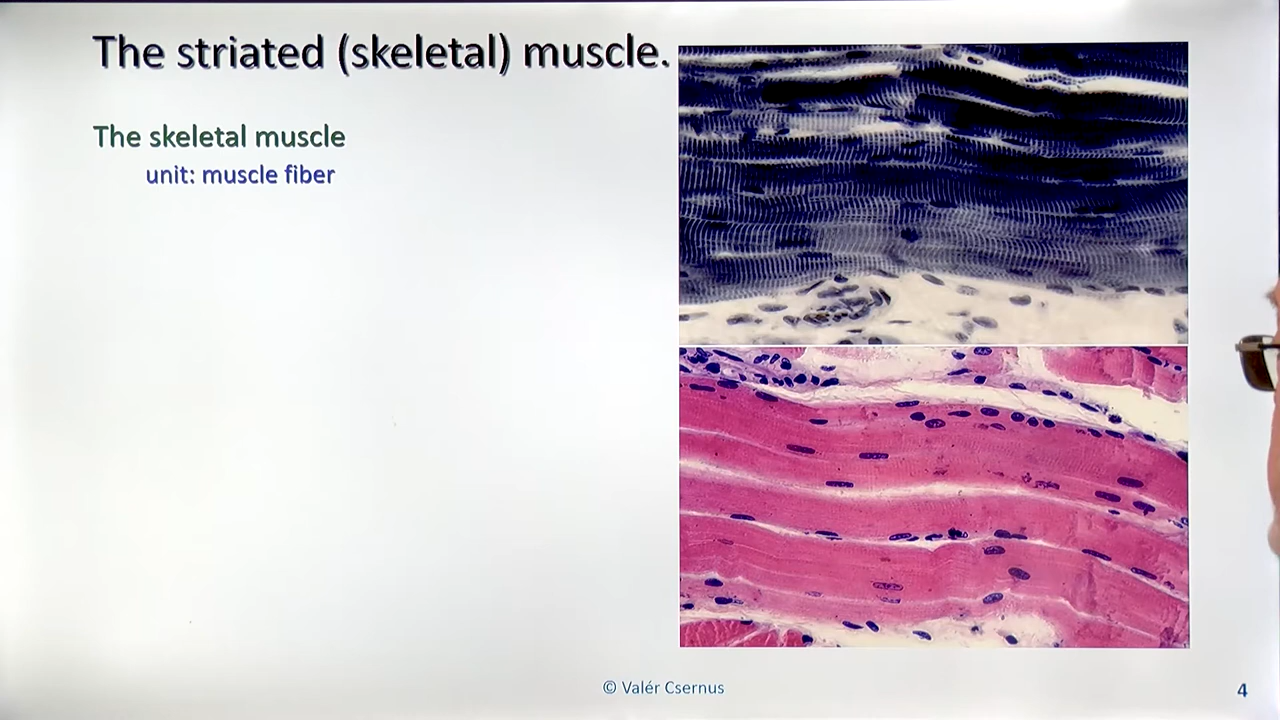 The striated (skeletal) muscle.
The skeletal muscle
unit: muscle fiber
© Valér Csernus
4